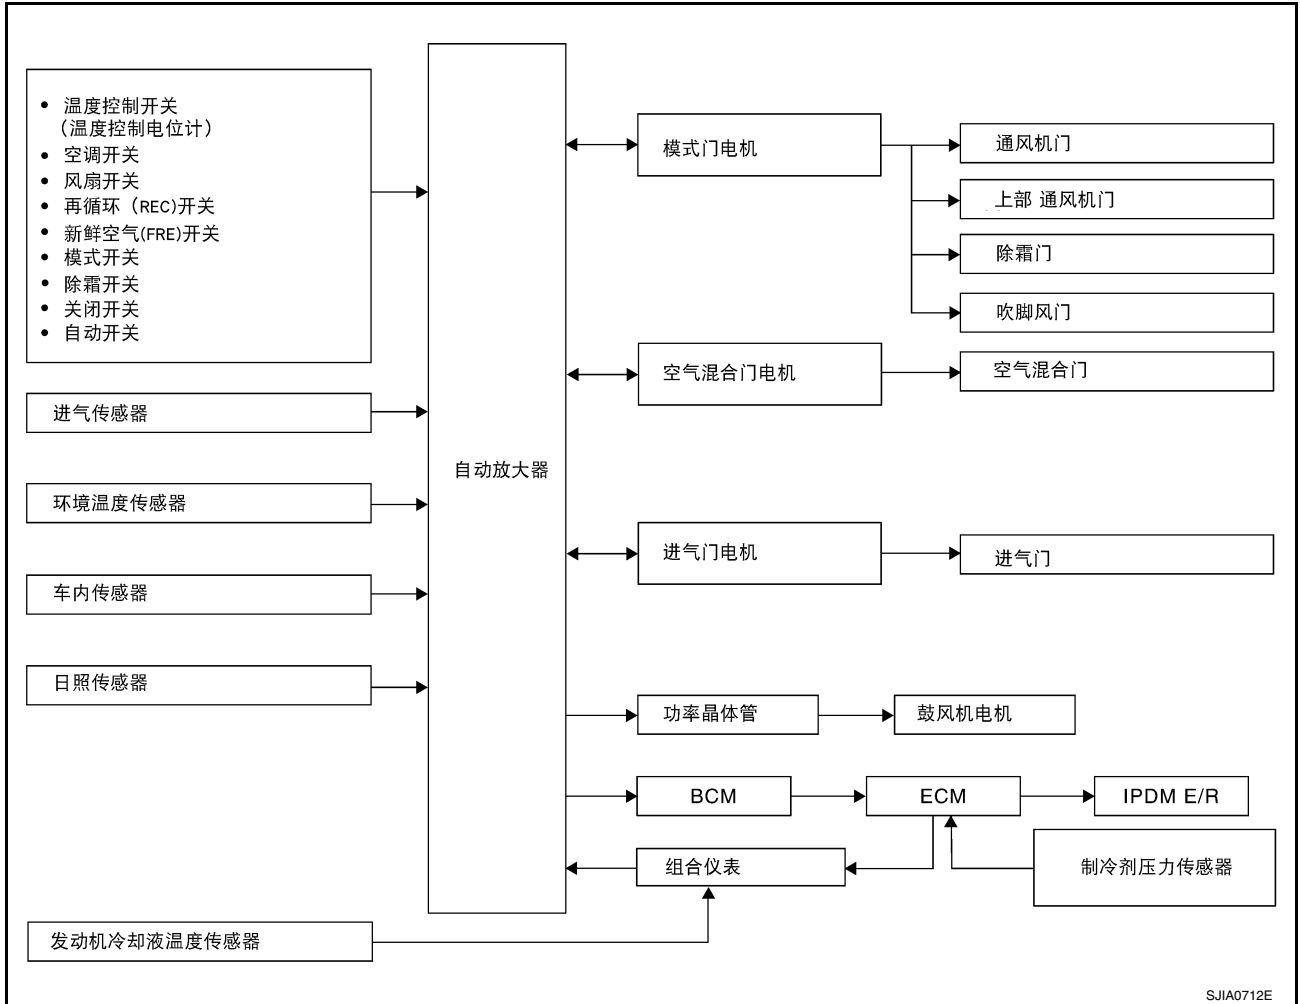 • 温度控制开关
（温度控制电位计）
• 空调开关
• 风扇开关
• 再循环（REC)开关
• 新鲜空气(FRE)开关
• 模式开关
• 除霜开关
• 关闭开关
• 自动开关
进气传感器
环境温度传感器
车内传感器
日照传感器
发动机冷却液温度传感器
自动放大器
模式门电机
通风机门
上部 通风机门
除霜门
吹脚风门
空气混合门电机
空气混合门
进气门电机
进气门
功率晶体管
鼓风机电机
BCM
ECM
IPDM E/R
组合仪表
制冷剂压力传感器
SJIA0712E